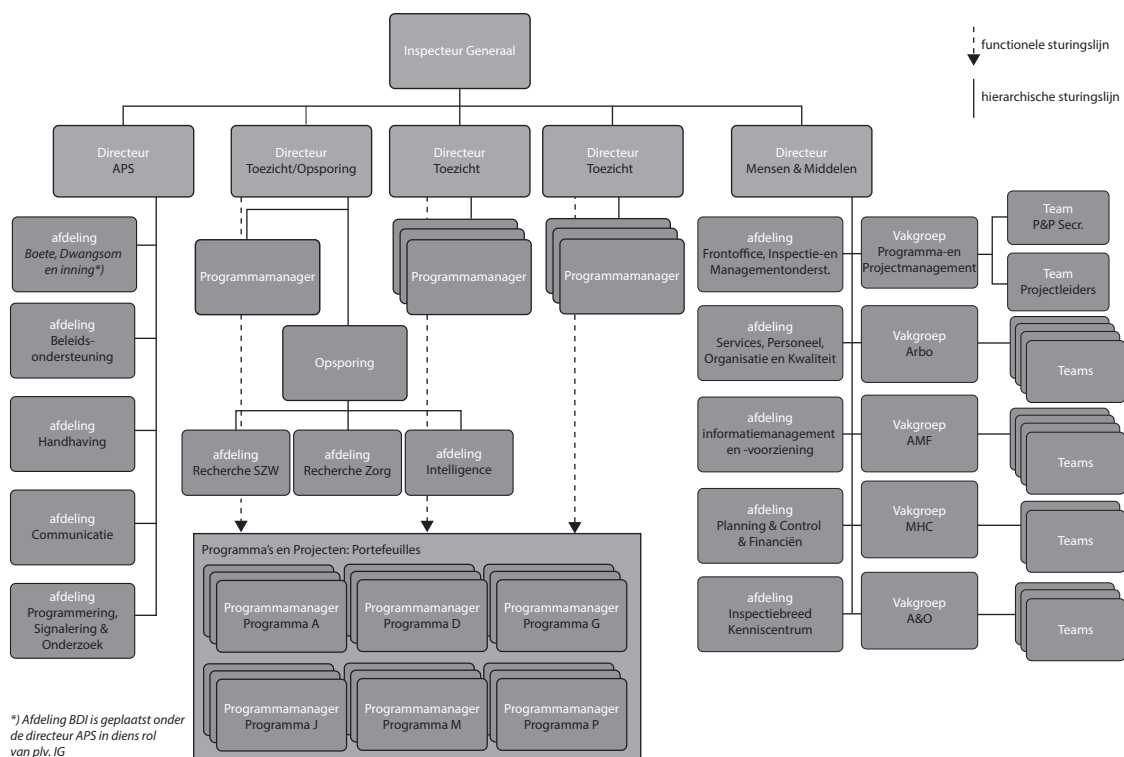 Inspecteur Generaal
functionele sturingslijn
hierarchische sturingslijn
Directeur
APS
Directeur
Toezicht/Opsporing
Directeur
Toezicht
Directeur
Toezicht
Directeur
Mensen & Middelen
afdeling
Boete, Dwangsom
en inning*)
afdeling
Beleids-
ondersteuning
afdeling
Handhaving
afdeling
Communicatie
afdeling
Programmering,
Signalering &
Onderzoek
*) Afdeling BDI is geplaatst onder
de directeur APS in diens rol
van plv. IG
Programmamanager
Programmamanager
Programmamanager
Opsporing
afdeling
Recherche SZW
afdeling
Recherche Zorg
afdeling
Intelligence
Programma's en Projecten: Portefeuilles
Programmamanager
Programma A
Programmamanager
Programma D
Programmamanager
Programma G
Programmamanager
Programma J
Programmamanager
Programma M
Programmamanager
Programma P
afdeling
Frontoffice, Inspectie-en
Managementonderst.
afdeling
Services, Personeel,
Organisatie en Kwaliteit
afdeling
informatiemanagement
en -voorziening
afdeling
Planning & Control
& Financiën
afdeling
Inspectiebreed
Kenniscentrum
Vakgroep
Programma-en
Projectmanagement
Team
P&P Secr.
Team
Projectleiders
Vakgroep
Arbo
Teams
Vakgroep
AMF
Teams
Vakgroep
MHC
Teams
Vakgroep
A&O
Teams